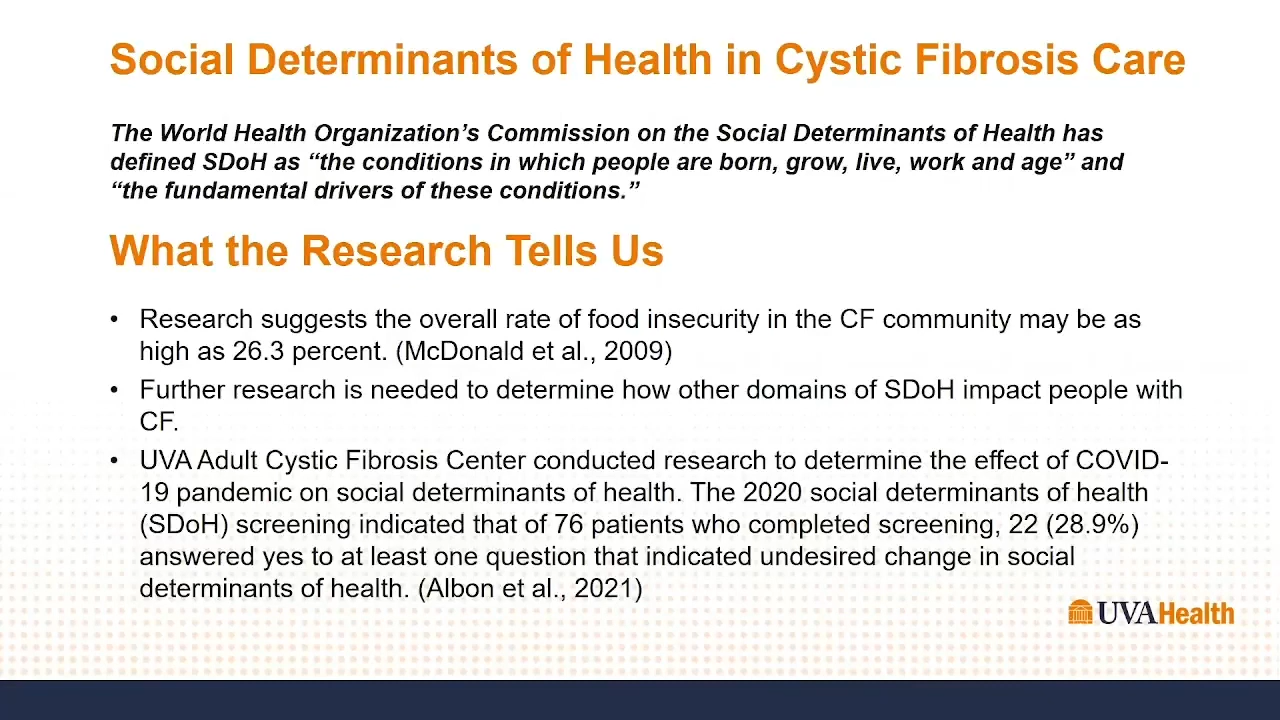 Social Determinants of Health in Cystic Fibrosis Care
The World Health Organization’s Commission on the Social Determinants of Health has
defined SDoH as “the conditions in which people are born, grow, live, work and age” and
“the fundamental drivers of these conditions.”
What the Research Tells Us
• Research suggests the overall rate of food insecurity in the CF community may be as
high as 26.3 percent. (McDonald et al., 2009)
• Further research is needed to determine how other domains of SDoH impact people with
CF.
• UVA Adult Cystic Fibrosis Center conducted research to determine the effect of COVID-
19 pandemic on social determinants of health. The 2020 social determinants of health
(SDoH) screening indicated that of 76 patients who completed screening, 22 (28.9%)
answered yes to at least one question that indicated undesired change in social
determinants of health. (Albon et al., 2021)
UVAHealth